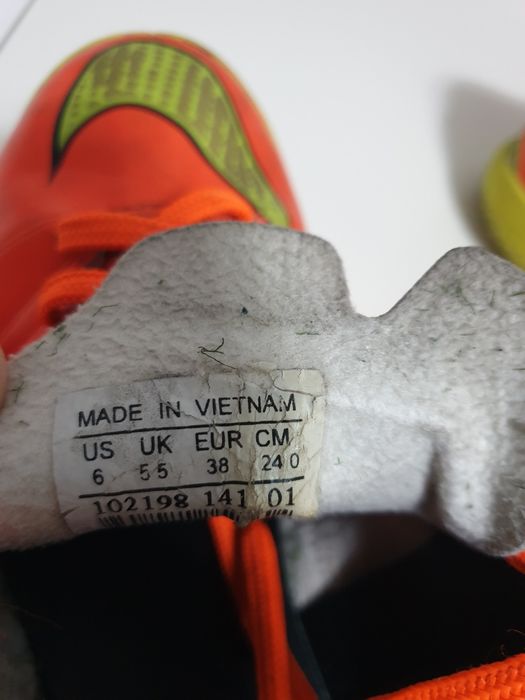 MADE IN VIETNAM
US UK EUR CM
6 5 5 38 24 0
102198 141 01